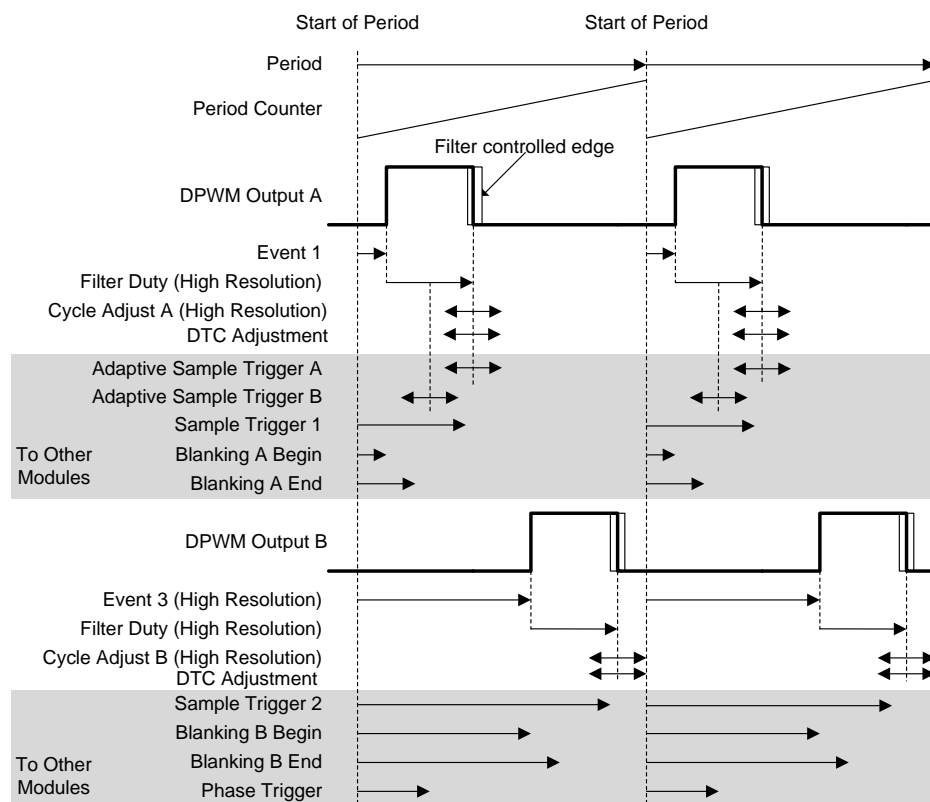 Start of Period
Start of Period
Period
Period Counter
Filter controlled edge
DPWM Output A
Event 1
Filter Duty (High Resolution)
Cycle Adjust A (High Resolution)
DTC Adjustment
Adaptive Sample Trigger A
Adaptive Sample Trigger B
Sample Trigger 1
To Other
Modules
Blanking A Begin
Blanking A End
DPWM Output B
Event 3 (High Resolution)
Filter Duty (High Resolution)
Cycle Adjust B (High Resolution)
DTC Adjustment
Sample Trigger 2
Blanking B Begin
Blanking B End
To Other
Modules
Phase Trigger